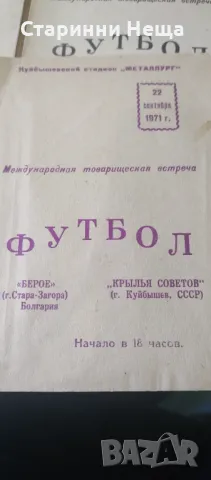 Старинни Неща
ФУТБОЛ
Куйбышевский стадион „МЕТАЛЛУРГ“
22
сентября
1971 г.
Международная товарищеская встреча
ФУТБОЛ
«БЕРОЕ»
(г. Стара-Загора)
Болгария
„КРЫЛЬЯ СОВЕТОВ“
(г. Куйбышев, СССР)
Начало в 18 часов.
bazar